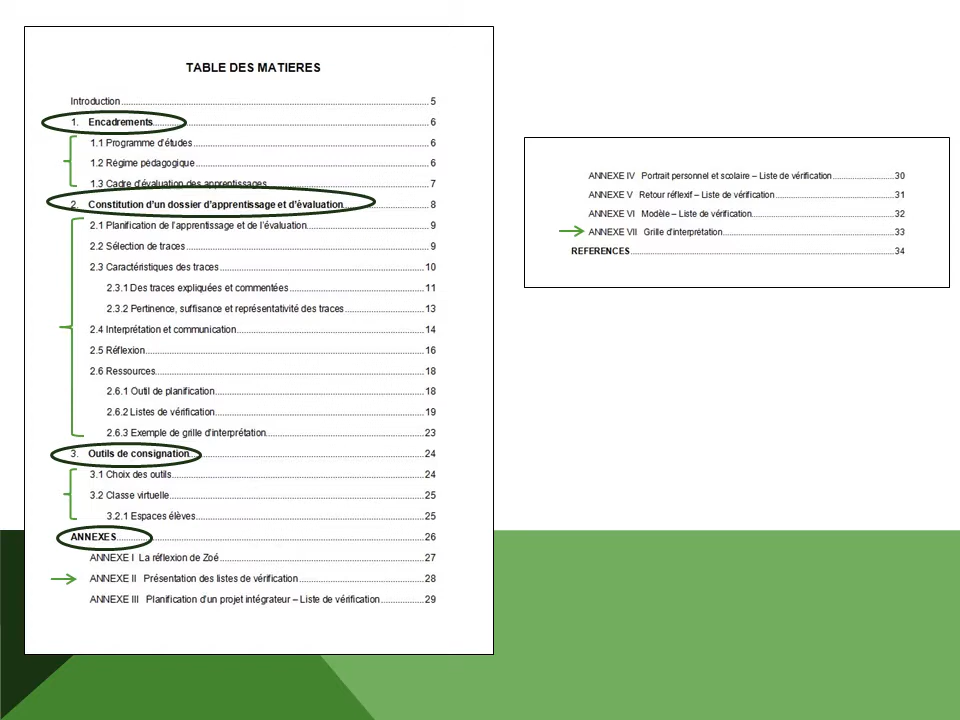 TABLE DES MATIERES
Introduction 5
1. Encadrements 6
1.1 Programme d'études 6
1.2 Régime pédagogique 6
1.3 Cadre d'évaluation des apprentissages 7
2. Constitution d'un dossier d'apprentissage et d'évaluation 8
2.1 Planification de l'apprentissage et de l'évaluation 9
2.2 Sélection de traces 9
2.3 Caractéristiques des traces 10
2.3.1 Des traces expliquées et commentées 11
2.3.2 Pertinence, suffisance et représentativité des traces 13
2.4 Interprétation et communication 14
2.5 Réflexion 16
2.6 Ressources 18
2.6.1 Outil de planification 18
2.6.2 Listes de vérification 19
2.6.3 Exemple de grille d'interprétation 23
3. Outils de consignation 24
3.1 Choix des outils 24
3.2 Classe virtuelle 25
3.2.1 Espaces élèves 25
ANNEXES 26
ANNEXE I La réflexion de Zoé 27
ANNEXE II Présentation des listes de vérification 28
ANNEXE III Planification d'un projet intégrateur – Liste de vérification 29
ANNEXE IV Portrait personnel et scolaire – Liste de vérification 30
ANNEXE V Retour réflexif – Liste de vérification 31
ANNEXE VI Modèle – Liste de vérification 32
ANNEXE VII Grille d'interprétation 33
REFERENCES 34